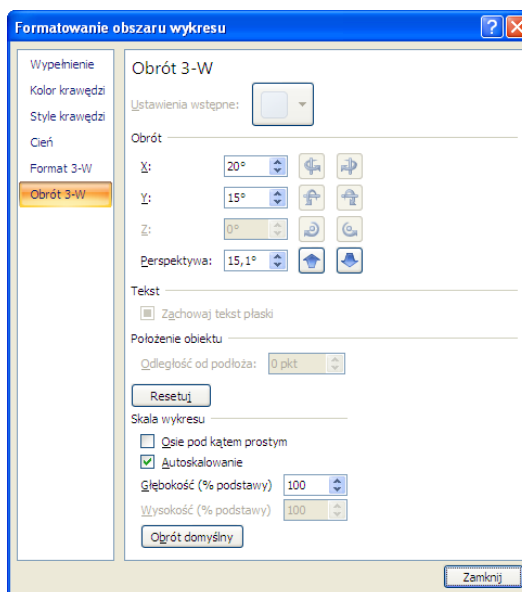 Formatowanie obszaru wykresu
Wypełnienie
Kolor krawędzi
Style krawędzi
Cień
Format 3-W
Obrót 3-W
Obrót 3-W
Ustawienia wstępne:
Obrót
X: 20°
Y: 15°
Z: 0°
Perspektywa: 15,1°
Tekst
Zachowaj tekst płaski
Położenie obiektu
Odległość od podłoża: 0 pkt
Resetuj
Skala wykresu
Osie pod kątem prostym
Autoskalowanie
Głębokość (% podstawy) 100
Wysokość (% podstawy) 100
Obrót domyślny
Zamknij